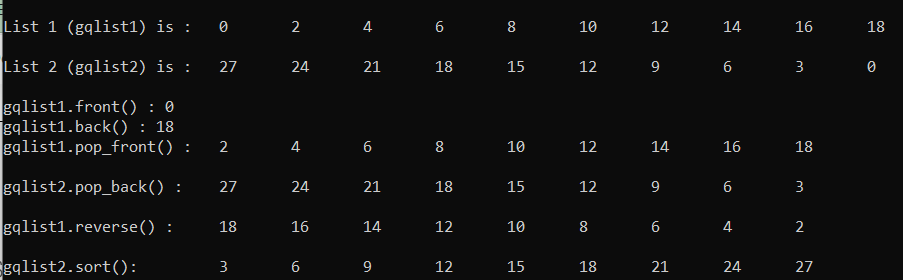 List 1 (gqlist1) is :   0       2       4       6       8       10      12      14      16      18
List 2 (gqlist2) is :   27      24      21      18      15      12      9       6       3       0
gqlist1.front() : 0
gqlist1.back() : 18
gqlist1.pop_front() :   2       4       6       8       10      12      14      16      18
gqlist2.pop_back() :    27      24      21      18      15      12      9       6       3
gqlist1.reverse() :     18      16      14      12      10      8       6       4       2
gqlist2.sort():         3       6       9       12      15      18      21      24      27